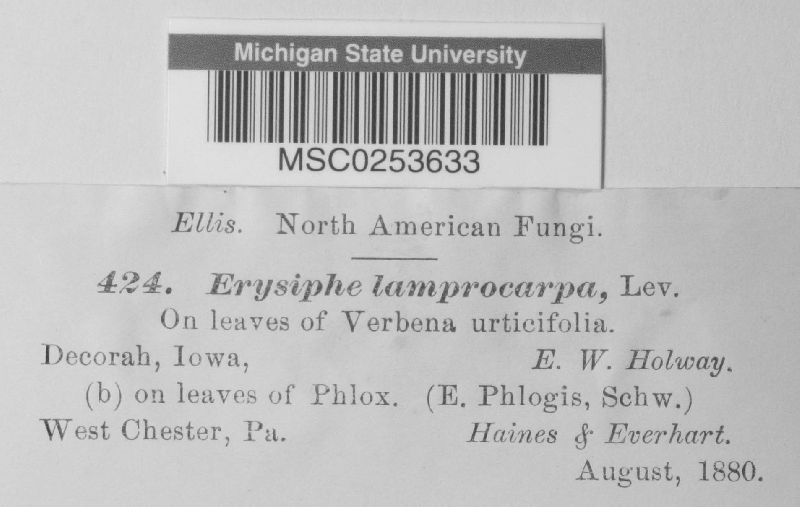 Michigan State University
MSC0253633
Ellis. North American Fungi.
424. Erysiphe lamprocarpa, Lev.
On leaves of Verbena urticifolia.
Decorah, Iowa, E. W. Holway.
(b) on leaves of Phlox. (E. Phlogis, Schw.)
West Chester, Pa. Haines & Everhart.
August, 1880.